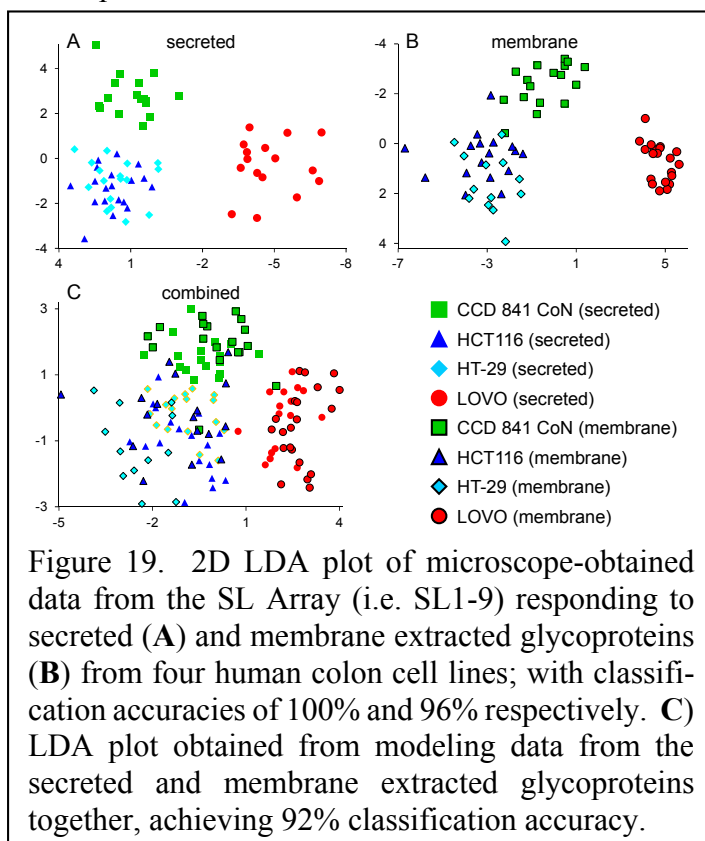 A
secreted
4
2
0
-2
-4
4
1
-2
-5
-8
B
membrane
-4
-2
0
2
4
-7
-3
1
5
C
combined
3
1
-1
-3
-5
-2
1
4
CCD 841 CoN (secreted)
HCT116 (secreted)
HT-29 (secreted)
LOVO (secreted)
CCD 841 CoN (membrane)
HCT116 (membrane)
HT-29 (membrane)
LOVO (membrane)
Figure 19. 2D LDA plot of microscope-obtained
data from the SL Array (i.e. SL1-9) responding to
secreted (A) and membrane extracted glycoproteins
(B) from four human colon cell lines; with classifi-
cation accuracies of 100% and 96% respectively. C)
LDA plot obtained from modeling data from the
secreted and membrane extracted glycoproteins
together, achieving 92% classification accuracy.